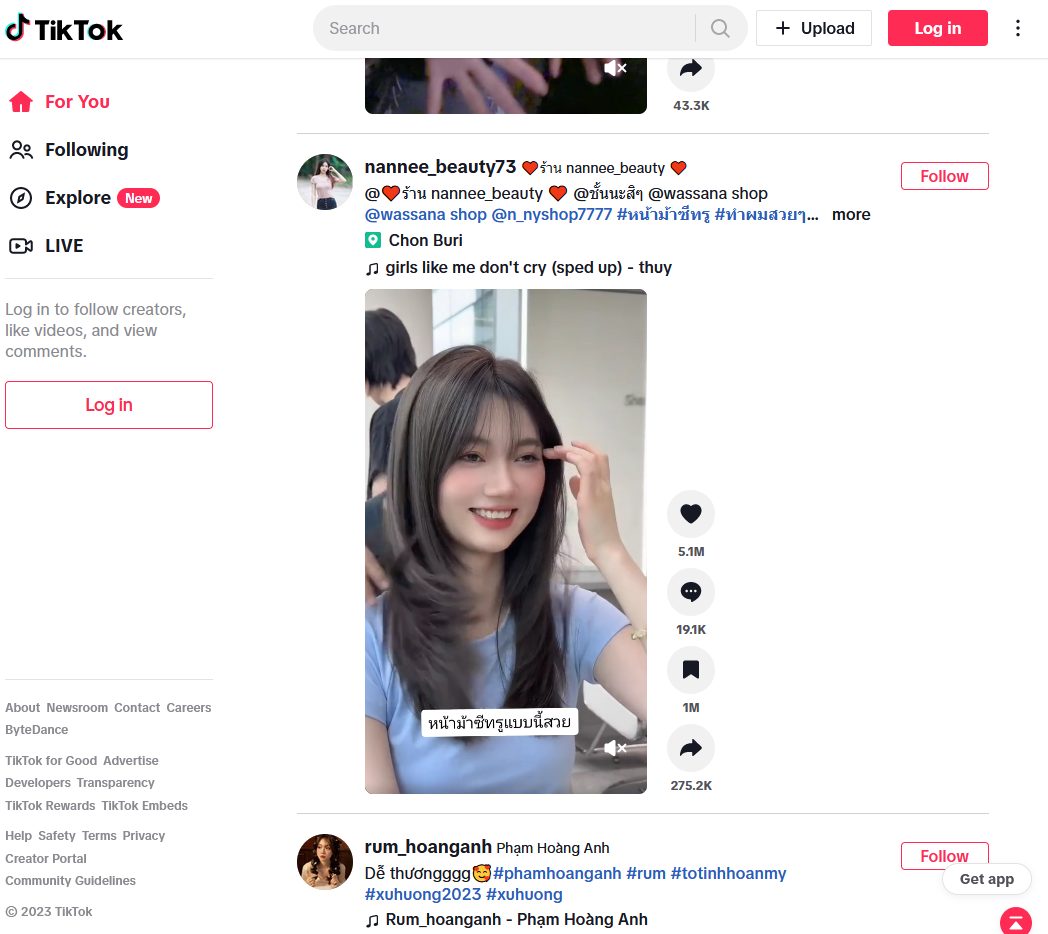 TikTok
Search
Upload
Log in
For You
Following
Explore New
LIVE
Log in to follow creators,
like videos, and view
comments.
Log in
About Newsroom Contact Careers
ByteDance
TikTok for Good Advertise
Developers Transparency
TikTok Rewards TikTok Embeds
Help Safety Terms Privacy
Creator Portal
Community Guidelines
© 2023 TikTok
43.3K
nannee_beauty73 ❤️ร้าน nannee_beauty ❤️
Follow
@❤️ร้าน nannee_beauty ❤️ @ชั้นนะสิๆ @wassana shop
@wassana shop @n_nyshop7777 #หน้าม้าซีทรู #ทําผมสวยๆ... more
Chon Buri
♫ girls like me don't cry (sped up) - thuy
หน้าม้าซีทรูแบบนี้สวย
5.1M
19.1K
1M
275.2K
rum_hoanganh Phạm Hoàng Anh
Follow
Dễ thươngggg🥰#phamhoanganh #rum #totinhhoanmy
#xuhuong2023 #xuhuong
♫ Rum_hoanganh - Phạm Hoàng Anh
Get app